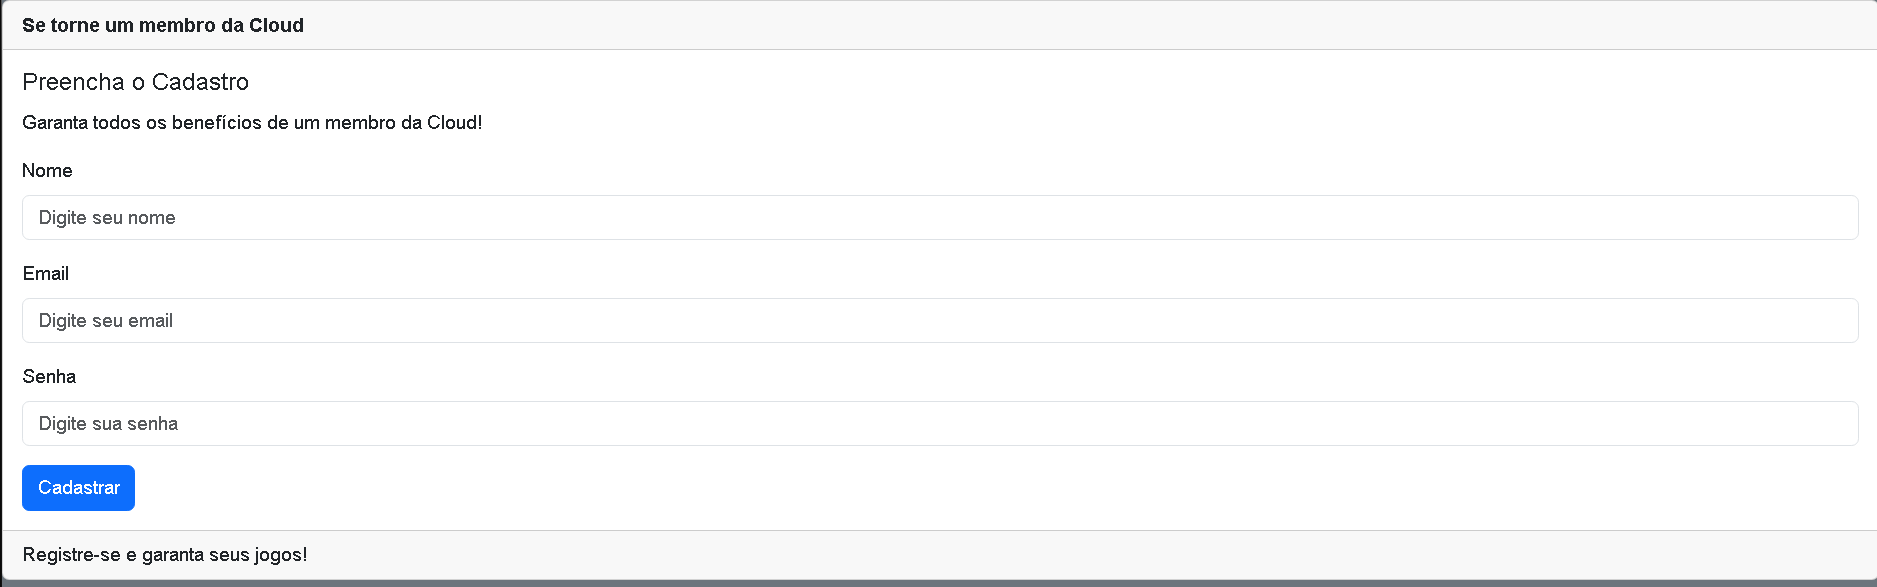 Se torne um membro da Cloud
Preencha o Cadastro
Garanta todos os benefícios de um membro da Cloud!
Nome
Digite seu nome
Email
Digite seu email
Senha
Digite sua senha
Cadastrar
Registre-se e garanta seus jogos!